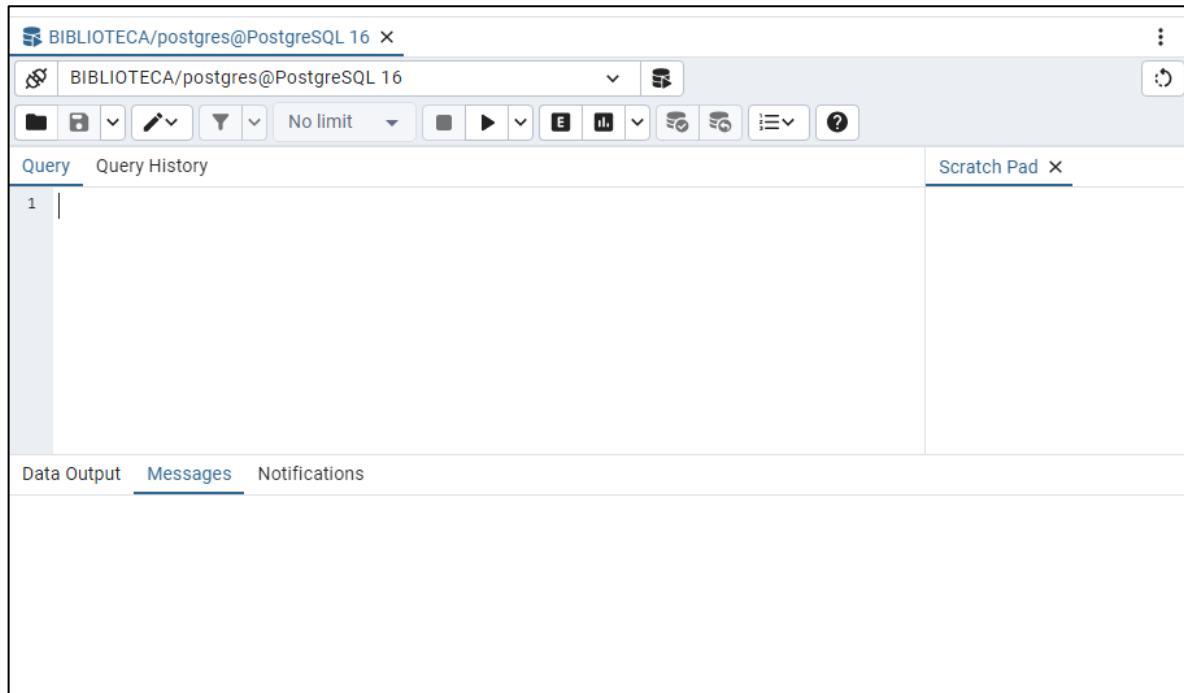 BIBLIOTECA/postgres@PostgreSQL 16
BIBLIOTECA/postgres@PostgreSQL 16
No limit
E
Query Query History
Scratch Pad
1
Data Output Messages Notifications